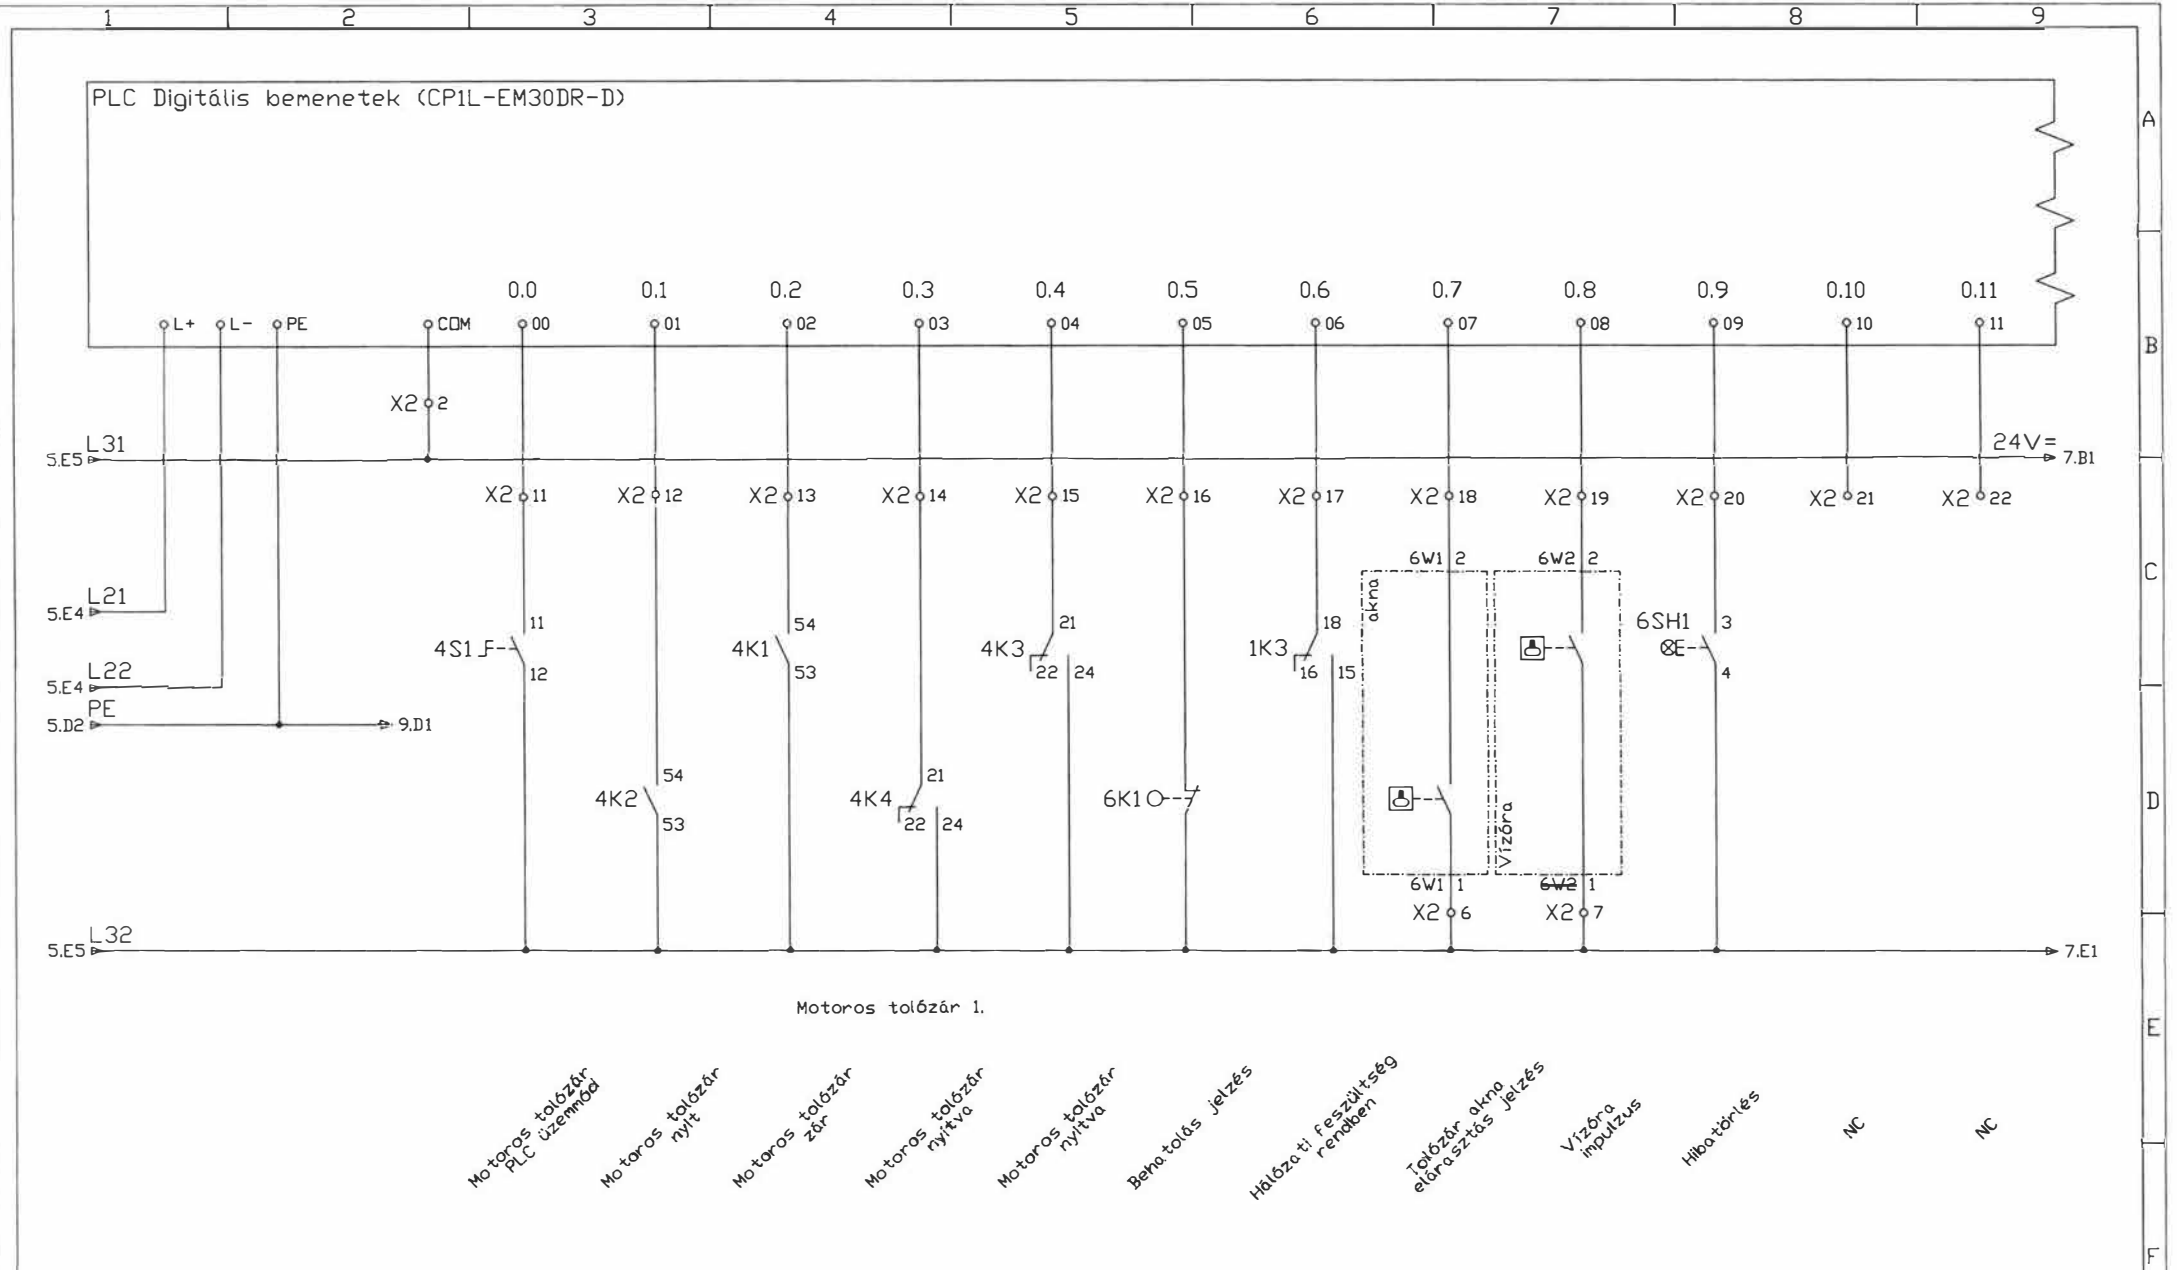 1 2 3 4 5 6 7 8 9
PLC Digitális bemenetek (CP1L-EM30DR-D)
A
0.0 0.1 0.2 0.3 0.4 0.5 0.6 0.7 0.8 0.9 0.10 0.11
L+ L- PE COM 00 01 02 03 04 05 06 07 08 09 10 11
B
X2 2
5.E5 L31 24V= 7.B1
X2 11 X2 12 X2 13 X2 14 X2 15 X2 16 X2 17 X2 18 X2 19 X2 20 X2 21 X2 22
6W1 2 6W2 2
C
akna
5.E4 L21
11 54 21 18 3
4S1 4K1 4K3 1K3 6SH1
12 53 22 24 16 15 4
5.E4 L22
5.D2 PE 9.D1
54 21
4K2 4K4 6K1
53 22 24
D
Vízóra
6W1 1 6W2 1
X2 6 X2 7
5.E5 L32 7.E1
Motoros tolózár 1.
E
Motoros tolózár
PLC üzemmód
Motoros tolózár
nyit
Motoros tolózár
zár
Motoros tolózár
nyitva
Motoros tolózár
nyitva
Behatolás jelzés
Hálózati feszültség
rendben
Tolózár akna
elárasztás jelzés
Vízóra
impulzus
Hibatörlés
NC
NC
F